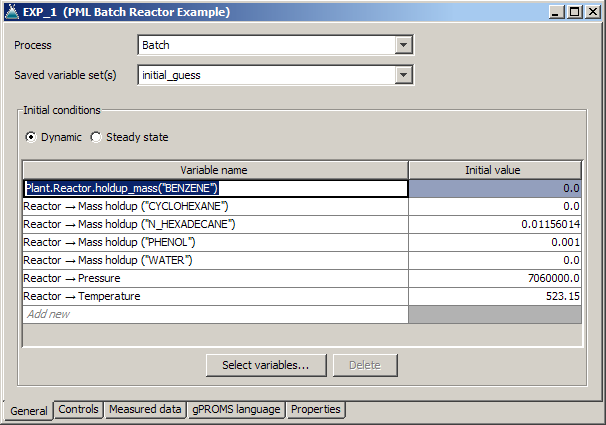 EXP_1 (PML Batch Reactor Example)
Process Batch
Saved variable set(s) initial_guess
Initial conditions
Dynamic Steady state
Variable name Initial value
Plant.Reactor.holdup_mass("BENZENE") 0.0
Reactor → Mass holdup ("CYCLOHEXANE") 0.0
Reactor → Mass holdup ("N_HEXADECANE") 0.01156014
Reactor → Mass holdup ("PHENOL") 0.001
Reactor → Mass holdup ("WATER") 0.0
Reactor → Pressure 7060000.0
Reactor → Temperature 523.15
Add new
Select variables... Delete
General Controls Measured data gPROMS language Properties